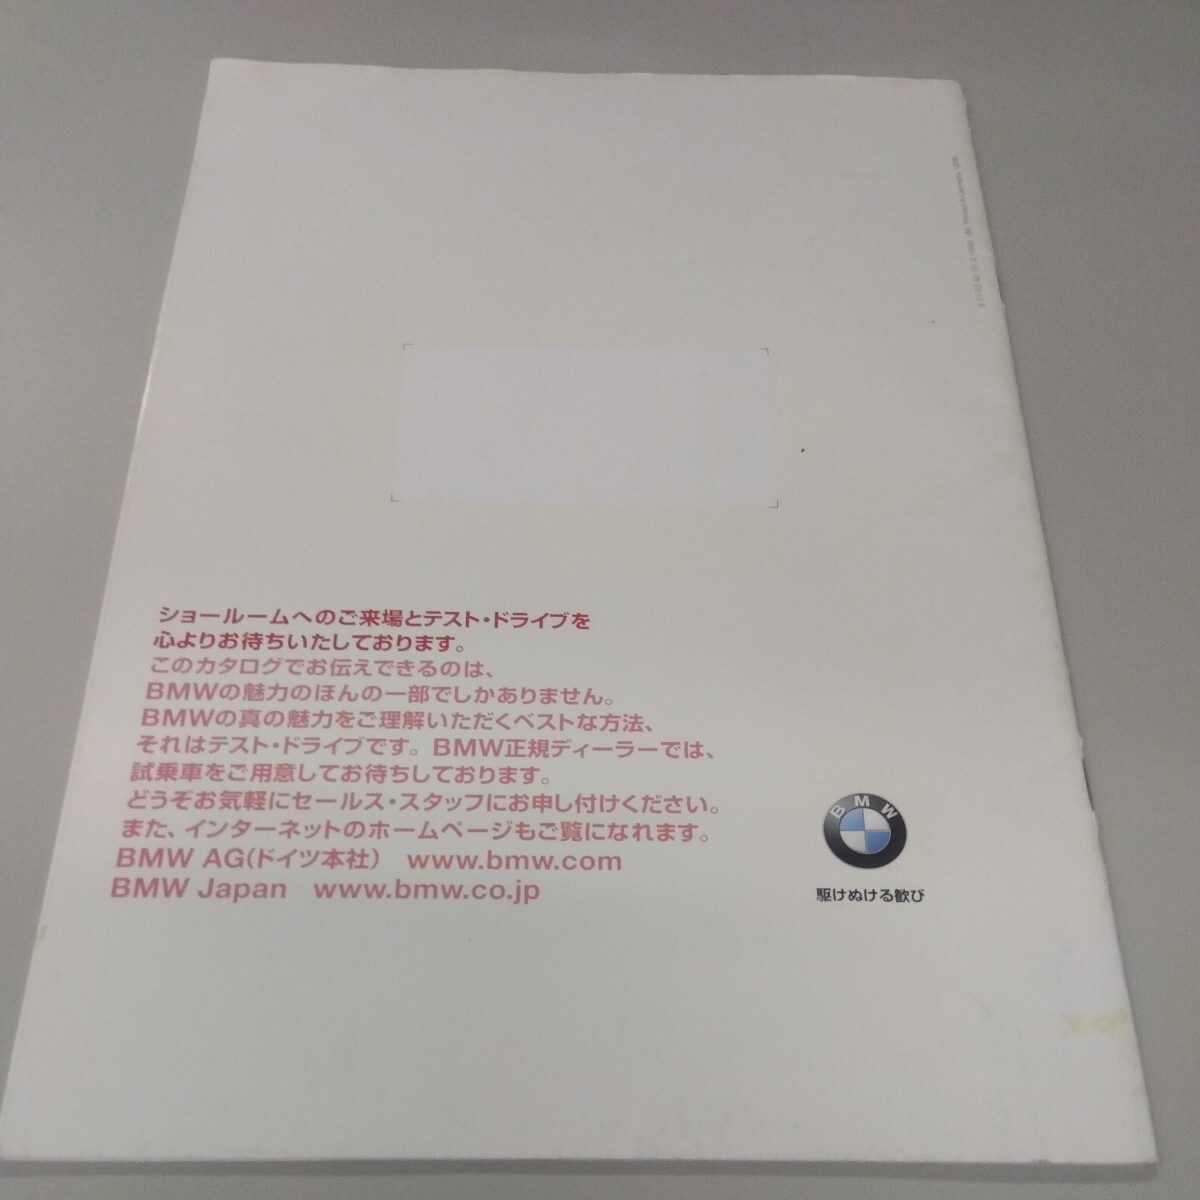 ショールームへのご来場とテスト・ドライブを
心よりお待ちいたしております。
このカタログでお伝えできるのは、
BMWの魅力のほんの一部でしかありません。
BMWの真の魅力をご理解いただくベストな方法、
それはテスト・ドライブです。BMW正規ディーラーでは、
試乗車をご用意してお待ちしております。
どうぞお気軽にセールス・スタッフにお申し付けください。
また、インターネットのホームページもご覧になれます。
BMW AG(ドイツ本社) www.bmw.com
BMW Japan www.bmw.co.jp
BMW
駆けぬける歓び
Printed in Germany